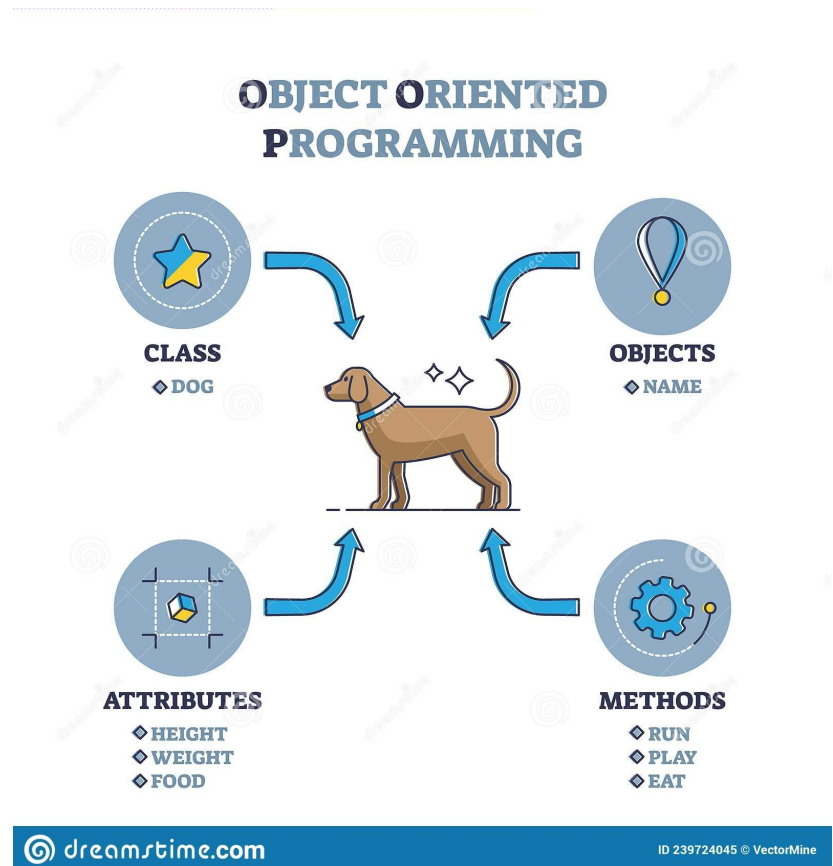 OBJECT ORIENTED
PROGRAMMING
CLASS
DOG
OBJECTS
NAME
ATTRIBUTES
HEIGHT
WEIGHT
FOOD
METHODS
RUN
PLAY
EAT
dreamstime.com
ID 239724045 © VectorMine